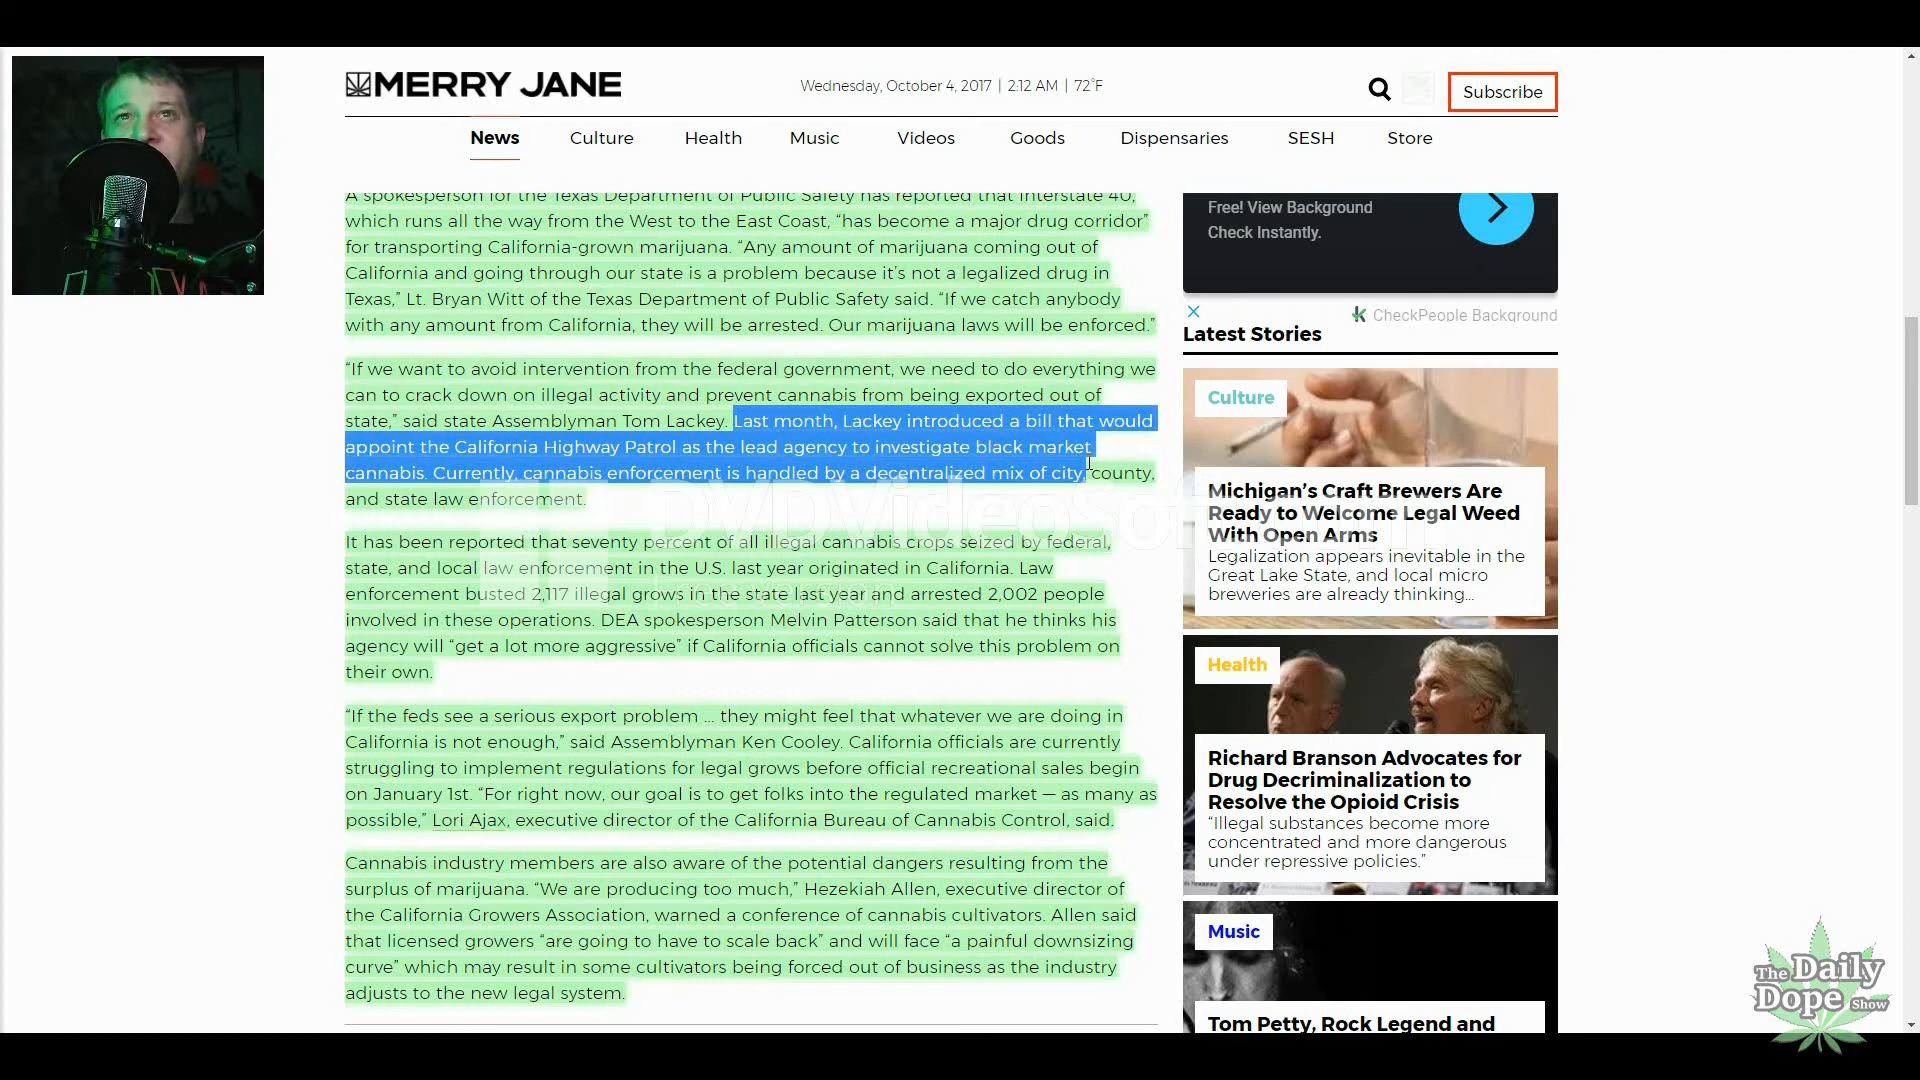 MERRY JANE
Wednesday, October 4, 2017 | 2:12 AM | 72°F
Subscribe
News
Culture
Health
Music
Videos
Goods
Dispensaries
SESH
Store
A spokesperson for the Texas Department of Public Safety has reported that Interstate 40,
which runs all the way from the West to the East Coast, “has become a major drug corridor”
for transporting California-grown marijuana. “Any amount of marijuana coming out of
California and going through our state is a problem because it’s not a legalized drug in
Texas,” Lt. Bryan Witt of the Texas Department of Public Safety said. “If we catch anybody
with any amount from California, they will be arrested. Our marijuana laws will be enforced.”
“If we want to avoid intervention from the federal government, we need to do everything we
can to crack down on illegal activity and prevent cannabis from being exported out of
state,” said state Assemblyman Tom Lackey. Last month, Lackey introduced a bill that would
appoint the California Highway Patrol as the lead agency to investigate black market
cannabis. Currently, cannabis enforcement is handled by a decentralized mix of city, county,
and state law enforcement.
It has been reported that seventy percent of all illegal cannabis crops seized by federal,
state, and local law enforcement in the U.S. last year originated in California. Law
enforcement busted 2,117 illegal grows in the state last year and arrested 2,002 people
involved in these operations. DEA spokesperson Melvin Patterson said that he thinks his
agency will “get a lot more aggressive” if California officials cannot solve this problem on
their own.
“If the feds see a serious export problem ... they might feel that whatever we are doing in
California is not enough,” said Assemblyman Ken Cooley. California officials are currently
struggling to implement regulations for legal grows before official recreational sales begin
on January 1st. “For right now, our goal is to get folks into the regulated market — as many as
possible,” Lori Ajax, executive director of the California Bureau of Cannabis Control, said.
Cannabis industry members are also aware of the potential dangers resulting from the
surplus of marijuana. “We are producing too much,” Hezekiah Allen, executive director of
the California Growers Association, warned a conference of cannabis cultivators. Allen said
that licensed growers “are going to have to scale back” and will face “a painful downsizing
curve” which may result in some cultivators being forced out of business as the industry
adjusts to the new legal system.
Free! View Background
Check Instantly.
CheckPeople Background
Latest Stories
Culture
Michigan’s Craft Brewers Are
Ready to Welcome Legal Weed
With Open Arms
Legalization appears inevitable in the
Great Lake State, and local micro
breweries are already thinking...
Health
Richard Branson Advocates for
Drug Decriminalization to
Resolve the Opioid Crisis
“Illegal substances become more
concentrated and more dangerous
under repressive policies.”
Music
Tom Petty, Rock Legend and
DVDVideoSoft
Free version
The Daily
Dope Show